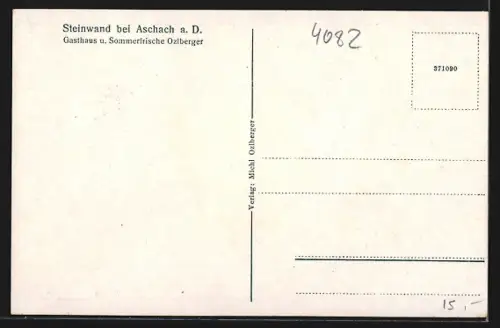 Steinwand bei Aschach a. D.
Gasthaus u. Sommerfrische Ozlberger
4082
371090
Verlag: Michl Ozlberger
15,-